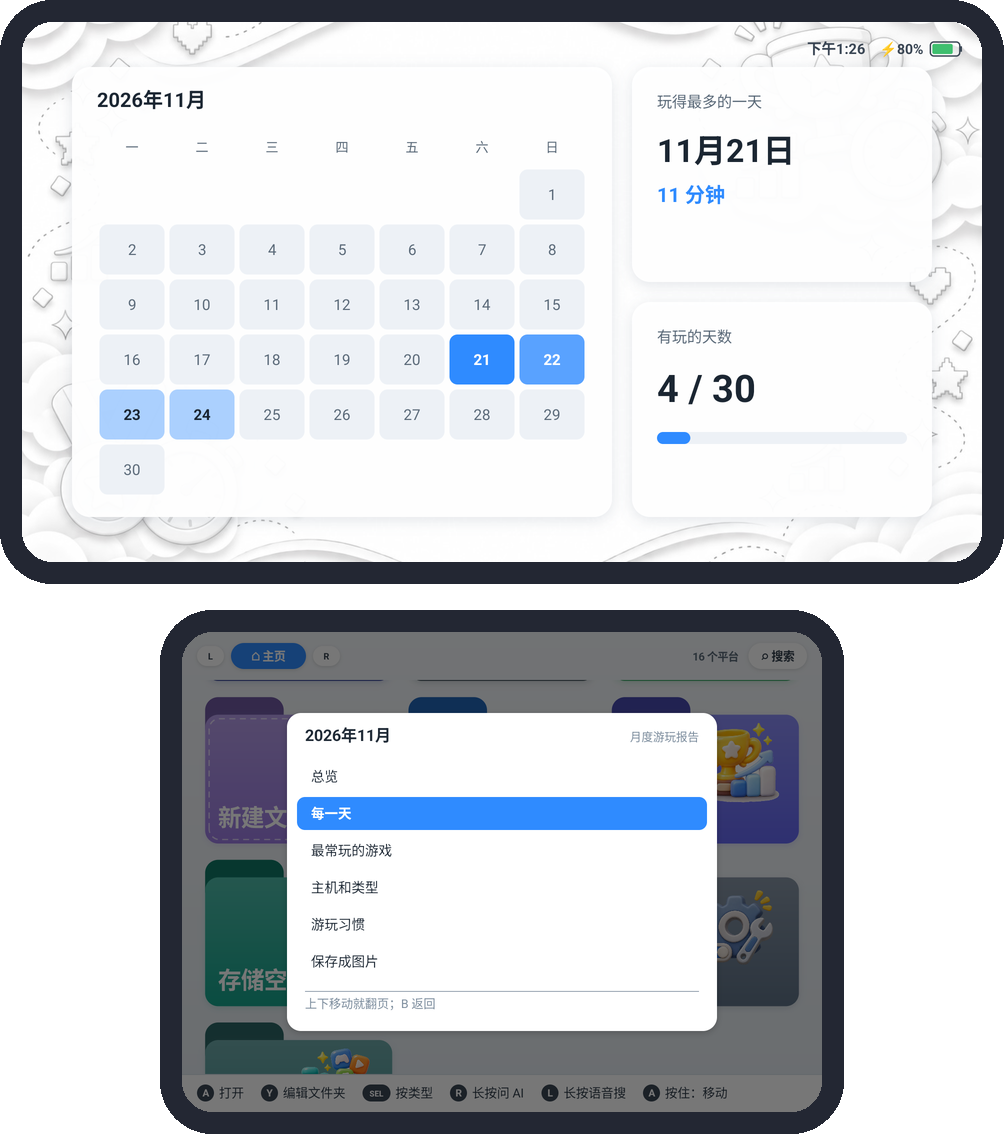 下午1:26 ⚡80%
2026年11月
一 二 三 四 五 六 日
1
2 3 4 5 6 7 8
9 10 11 12 13 14 15
16 17 18 19 20 21 22
23 24 25 26 27 28 29
30
玩得最多的一天
11月21日
11 分钟
有玩的天数
4 / 30
L 主页 R
16 个平台 搜索
新建文
存储空
2026年11月 月度游玩报告
总览
每一天
最常玩的游戏
主机和类型
游玩习惯
保存成图片
上下移动就翻页；B 返回
A 打开 Y 编辑文件夹 SEL 按类型 R 长按问 AI L 长按语音搜 A 按住：移动